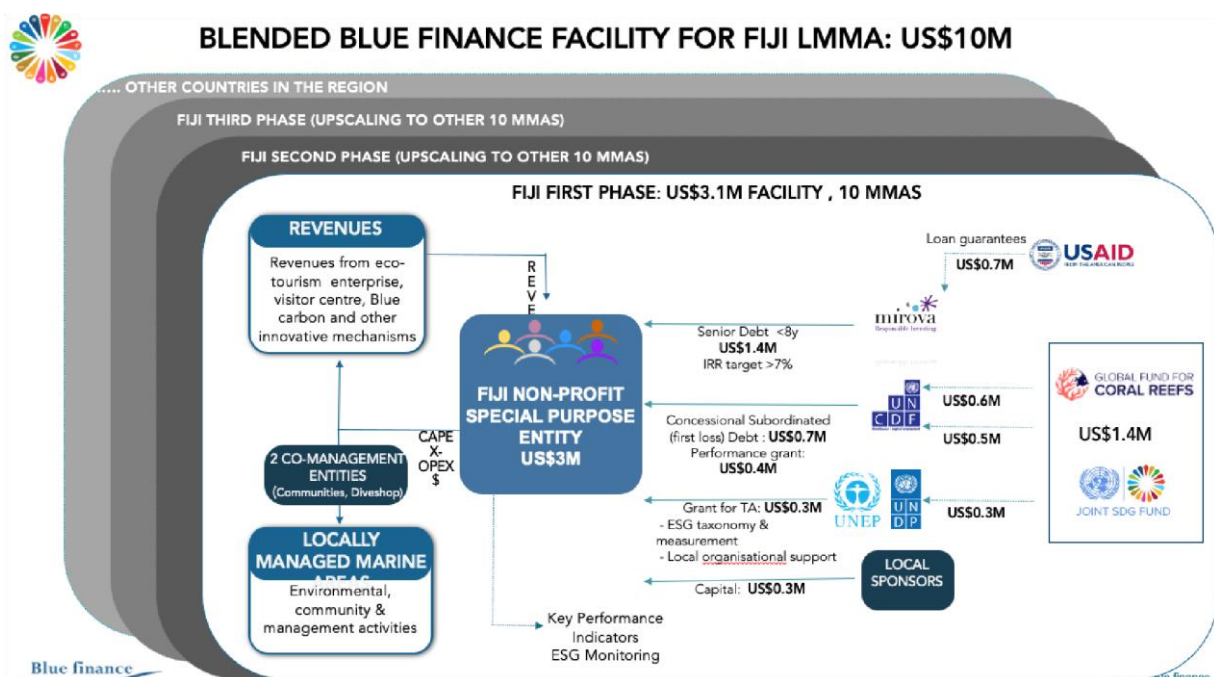 BLENDED BLUE FINANCE FACILITY FOR FIJI LMMA: US$10M
.... OTHER COUNTRIES IN THE REGION
FIJI THIRD PHASE (UPSCALING TO OTHER 10 MMAS)
FIJI SECOND PHASE (UPSCALING TO OTHER 10 MMAS)
FIJI FIRST PHASE: US$3.1M FACILITY , 10 MMAS
REVENUES
Revenues from eco-
tourism enterprise,
visitor centre, Blue
carbon and other
innovative mechanisms
R
E
V
E
Loan guarantees
US$0.7M
USAID
FROM THE AMERICAN PEOPLE
mirova
Responsible Investing
Senior Debt <8y
US$1.4M
IRR target >7%
FIJI NON-PROFIT
SPECIAL PURPOSE
ENTITY
US$3M
GLOBAL FUND FOR
CORAL REEFS
US$1.4M
JOINT SDG FUND
UN
CDF
US$0.6M
US$0.5M
Concessional Subordinated
(first loss) Debt : US$0.7M
Performance grant:
US$0.4M
CAPE
X-
OPEX
$
2 CO-MANAGEMENT
ENTITIES
(Communities, Diveshop)
Grant for TA: US$0.3M
- ESG taxonomy &
measurement
- Local organisational support
UNEP
UN
DP
US$0.3M
LOCALLY
MANAGED MARINE
AREAS
Environmental,
community &
management activities
LOCAL
SPONSORS
Capital: US$0.3M
Key Performance
Indicators
ESG Monitoring
Blue finance